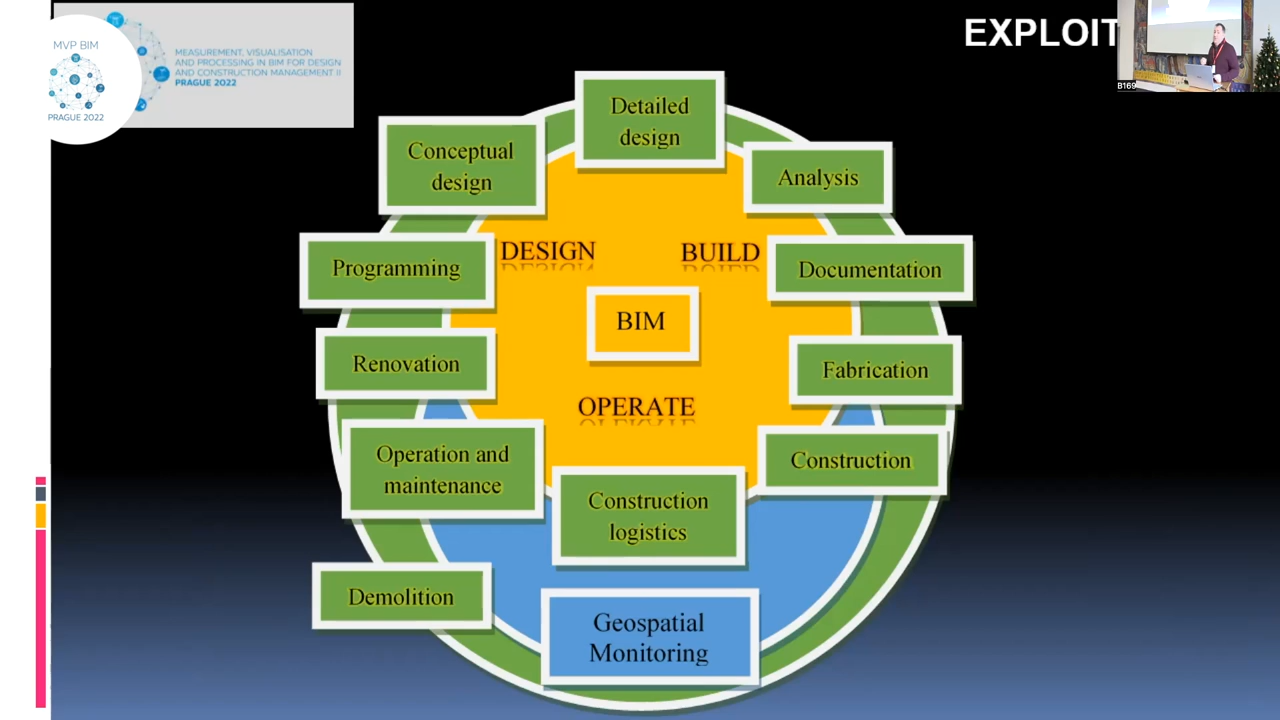 MVP BIM
PRAGUE 2022
MEASUREMENT, VISUALISATION
AND PROCESSING IN BIM FOR DESIGN
AND CONSTRUCTION MANAGEMENT II
PRAGUE 2022
EXPLOIT
B169
Detailed
design
Conceptual
design
Analysis
Programming
DESIGN
BUILD
Documentation
BIM
Renovation
Fabrication
OPERATE
Operation and
maintenance
Construction
Construction
logistics
Demolition
Geospatial
Monitoring